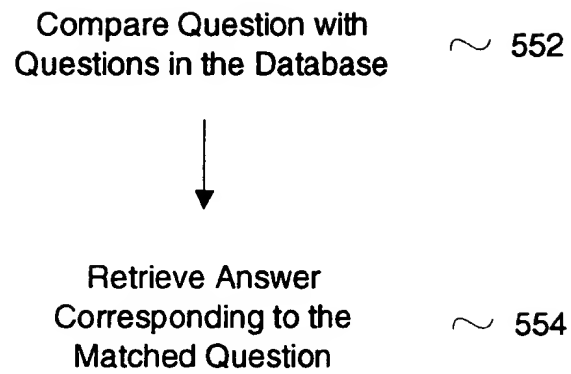 Compare Question with
Questions in the Database
~ 552
Retrieve Answer
Corresponding to the
Matched Question
~ 554